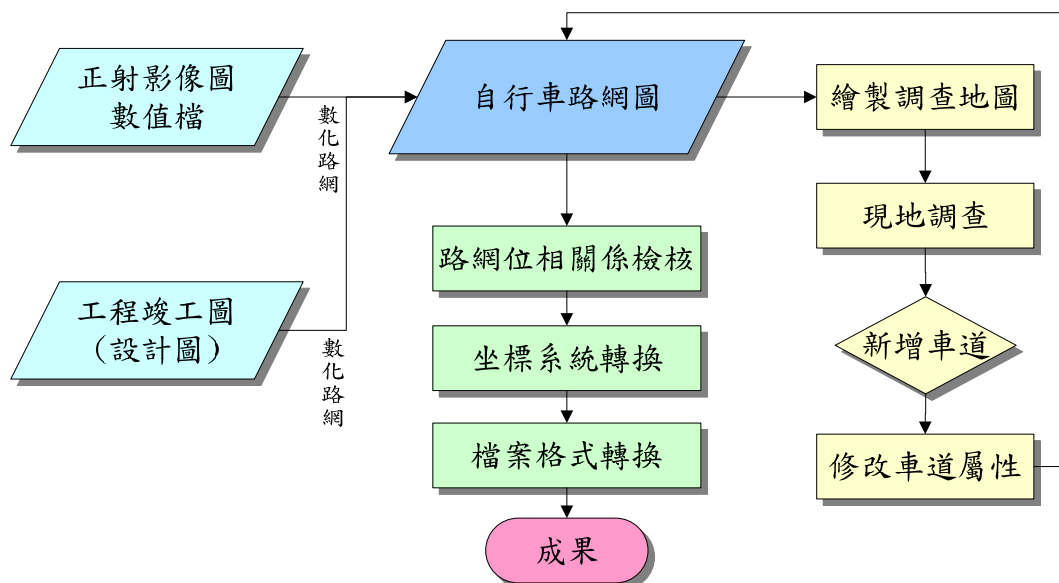 正射影像圖
數值檔
數化路網
工程竣工圖
（設計圖）
數化路網
自行車路網圖
路網位相關係檢核
坐標系統轉換
檔案格式轉換
成果
繪製調查地圖
現地調查
新增車道
修改車道屬性